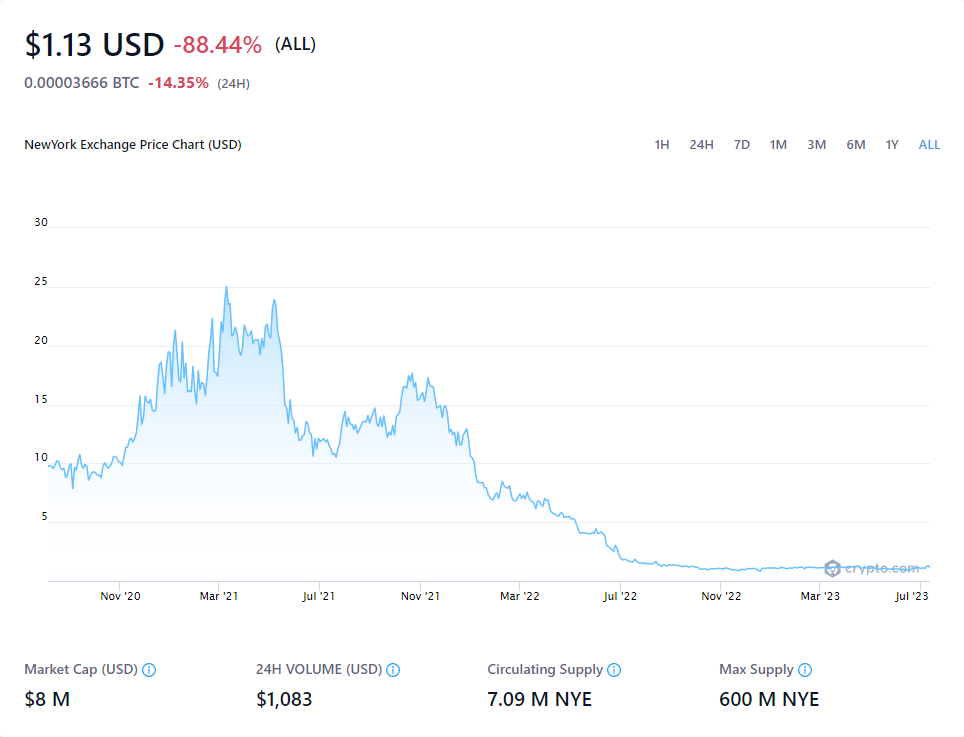 $1.13 USD -88.44% (ALL)
0.00003666 BTC -14.35% (24H)
NewYork Exchange Price Chart (USD) 1H 24H 7D 1M 3M 6M 1Y ALL
30
25
20
15
10
5
crypto.com
Nov '20 Mar '21 Jul '21 Nov '21 Mar '22 Jul '22 Nov '22 Mar '23 Jul '23
Market Cap (USD) 24H VOLUME (USD) Circulating Supply Max Supply
$8 M $1,083 7.09 M NYE 600 M NYE